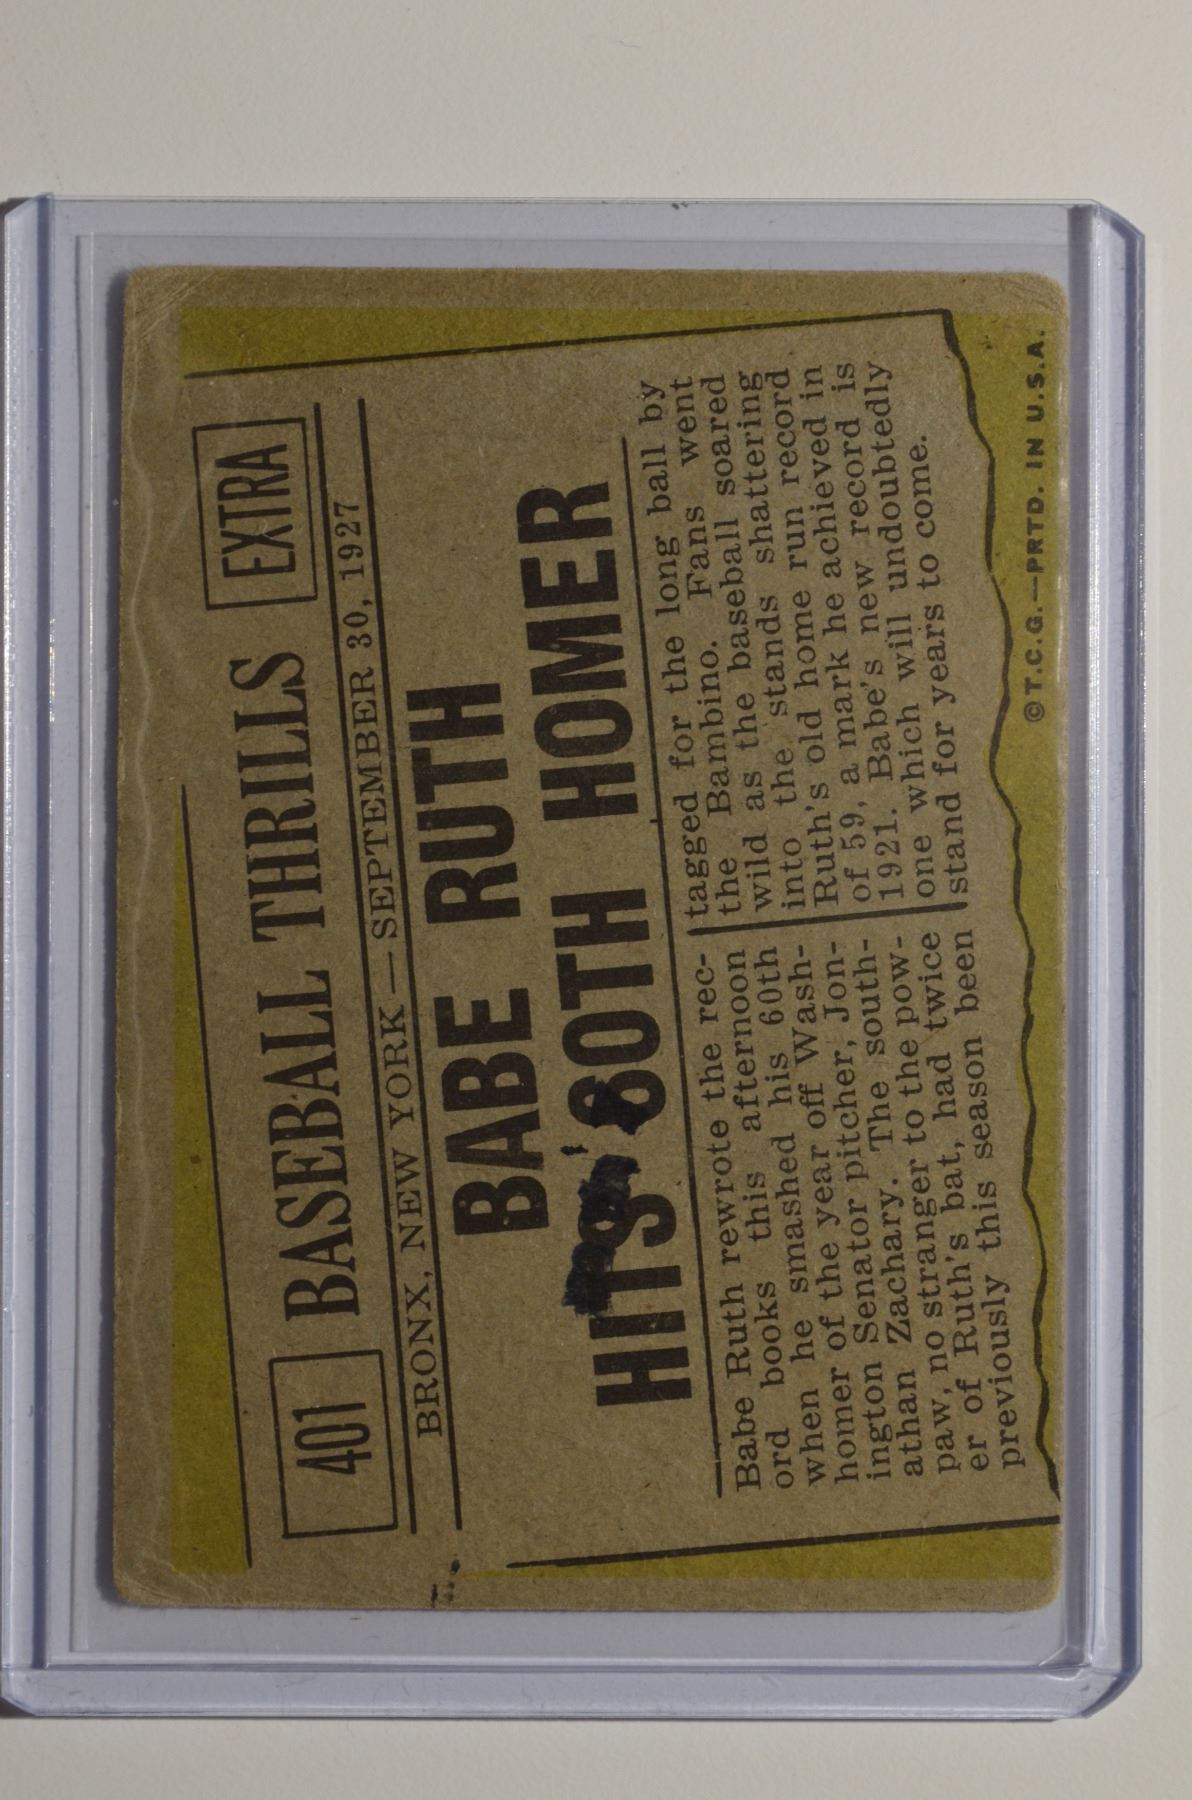 401 BASEBALL THRILLS EXTRA
BRONX, NEW YORK—SEPTEMBER 30, 1927
BABE RUTH
HITS 60TH HOMER
Babe Ruth rewrote the rec-
ord books this afternoon
when he smashed his 60th
homer of the year off Wash-
ington Senator pitcher, Jon-
athan Zachary. The south-
paw, no stranger to the pow-
er of Ruth's bat, had twice
previously this season been
tagged for the long ball by
the Bambino. Fans went
wild as the baseball soared
into the stands shattering
Ruth's old home run record
of 59, a mark he achieved in
1921. Babe's new record is
one which will undoubtedly
stand for years to come.
©T.C.G.—PRTD. IN U.S.A.